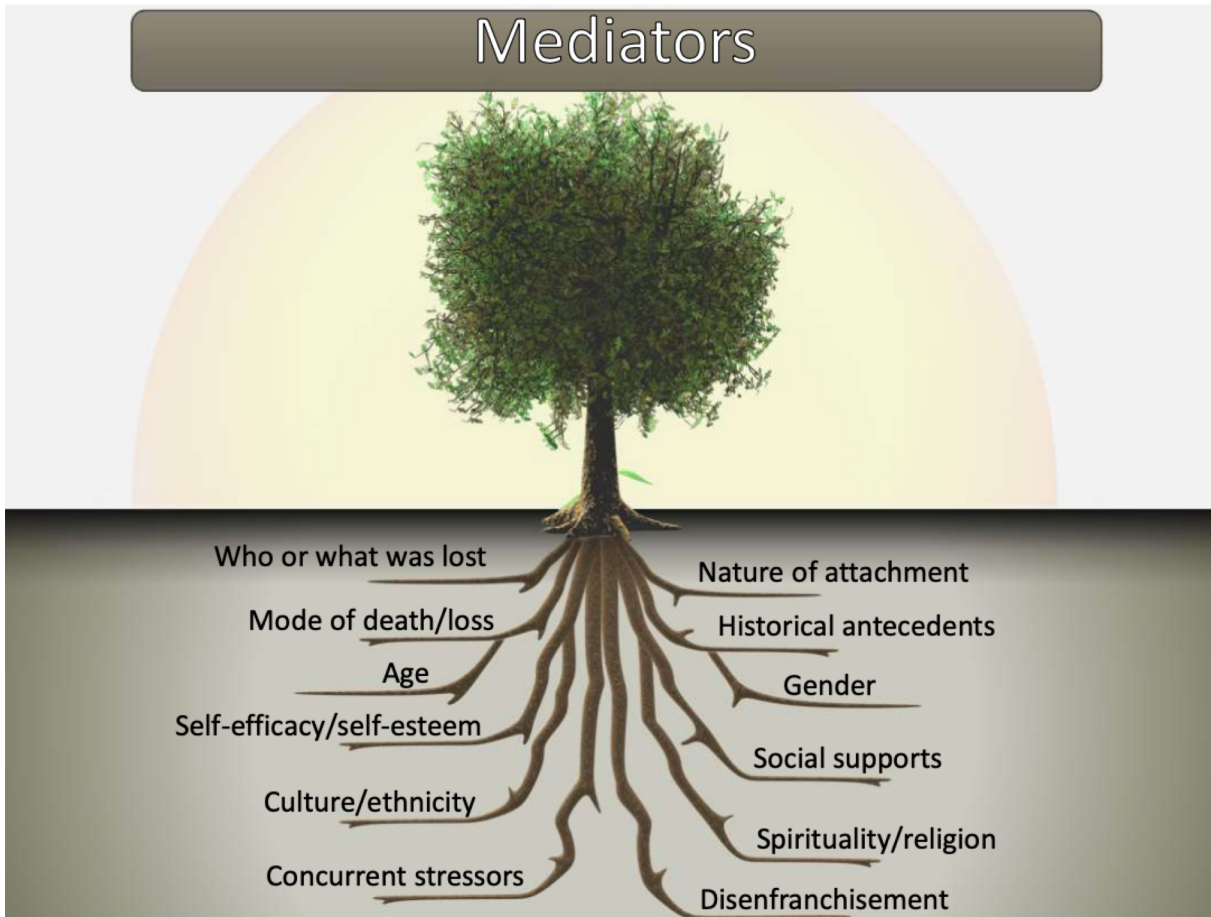 Mediators
Who or what was lost
Nature of attachment
Mode of death/loss
Historical antecedents
Age
Gender
Self-efficacy/self-esteem
Social supports
Culture/ethnicity
Spirituality/religion
Concurrent stressors
Disenfranchisement